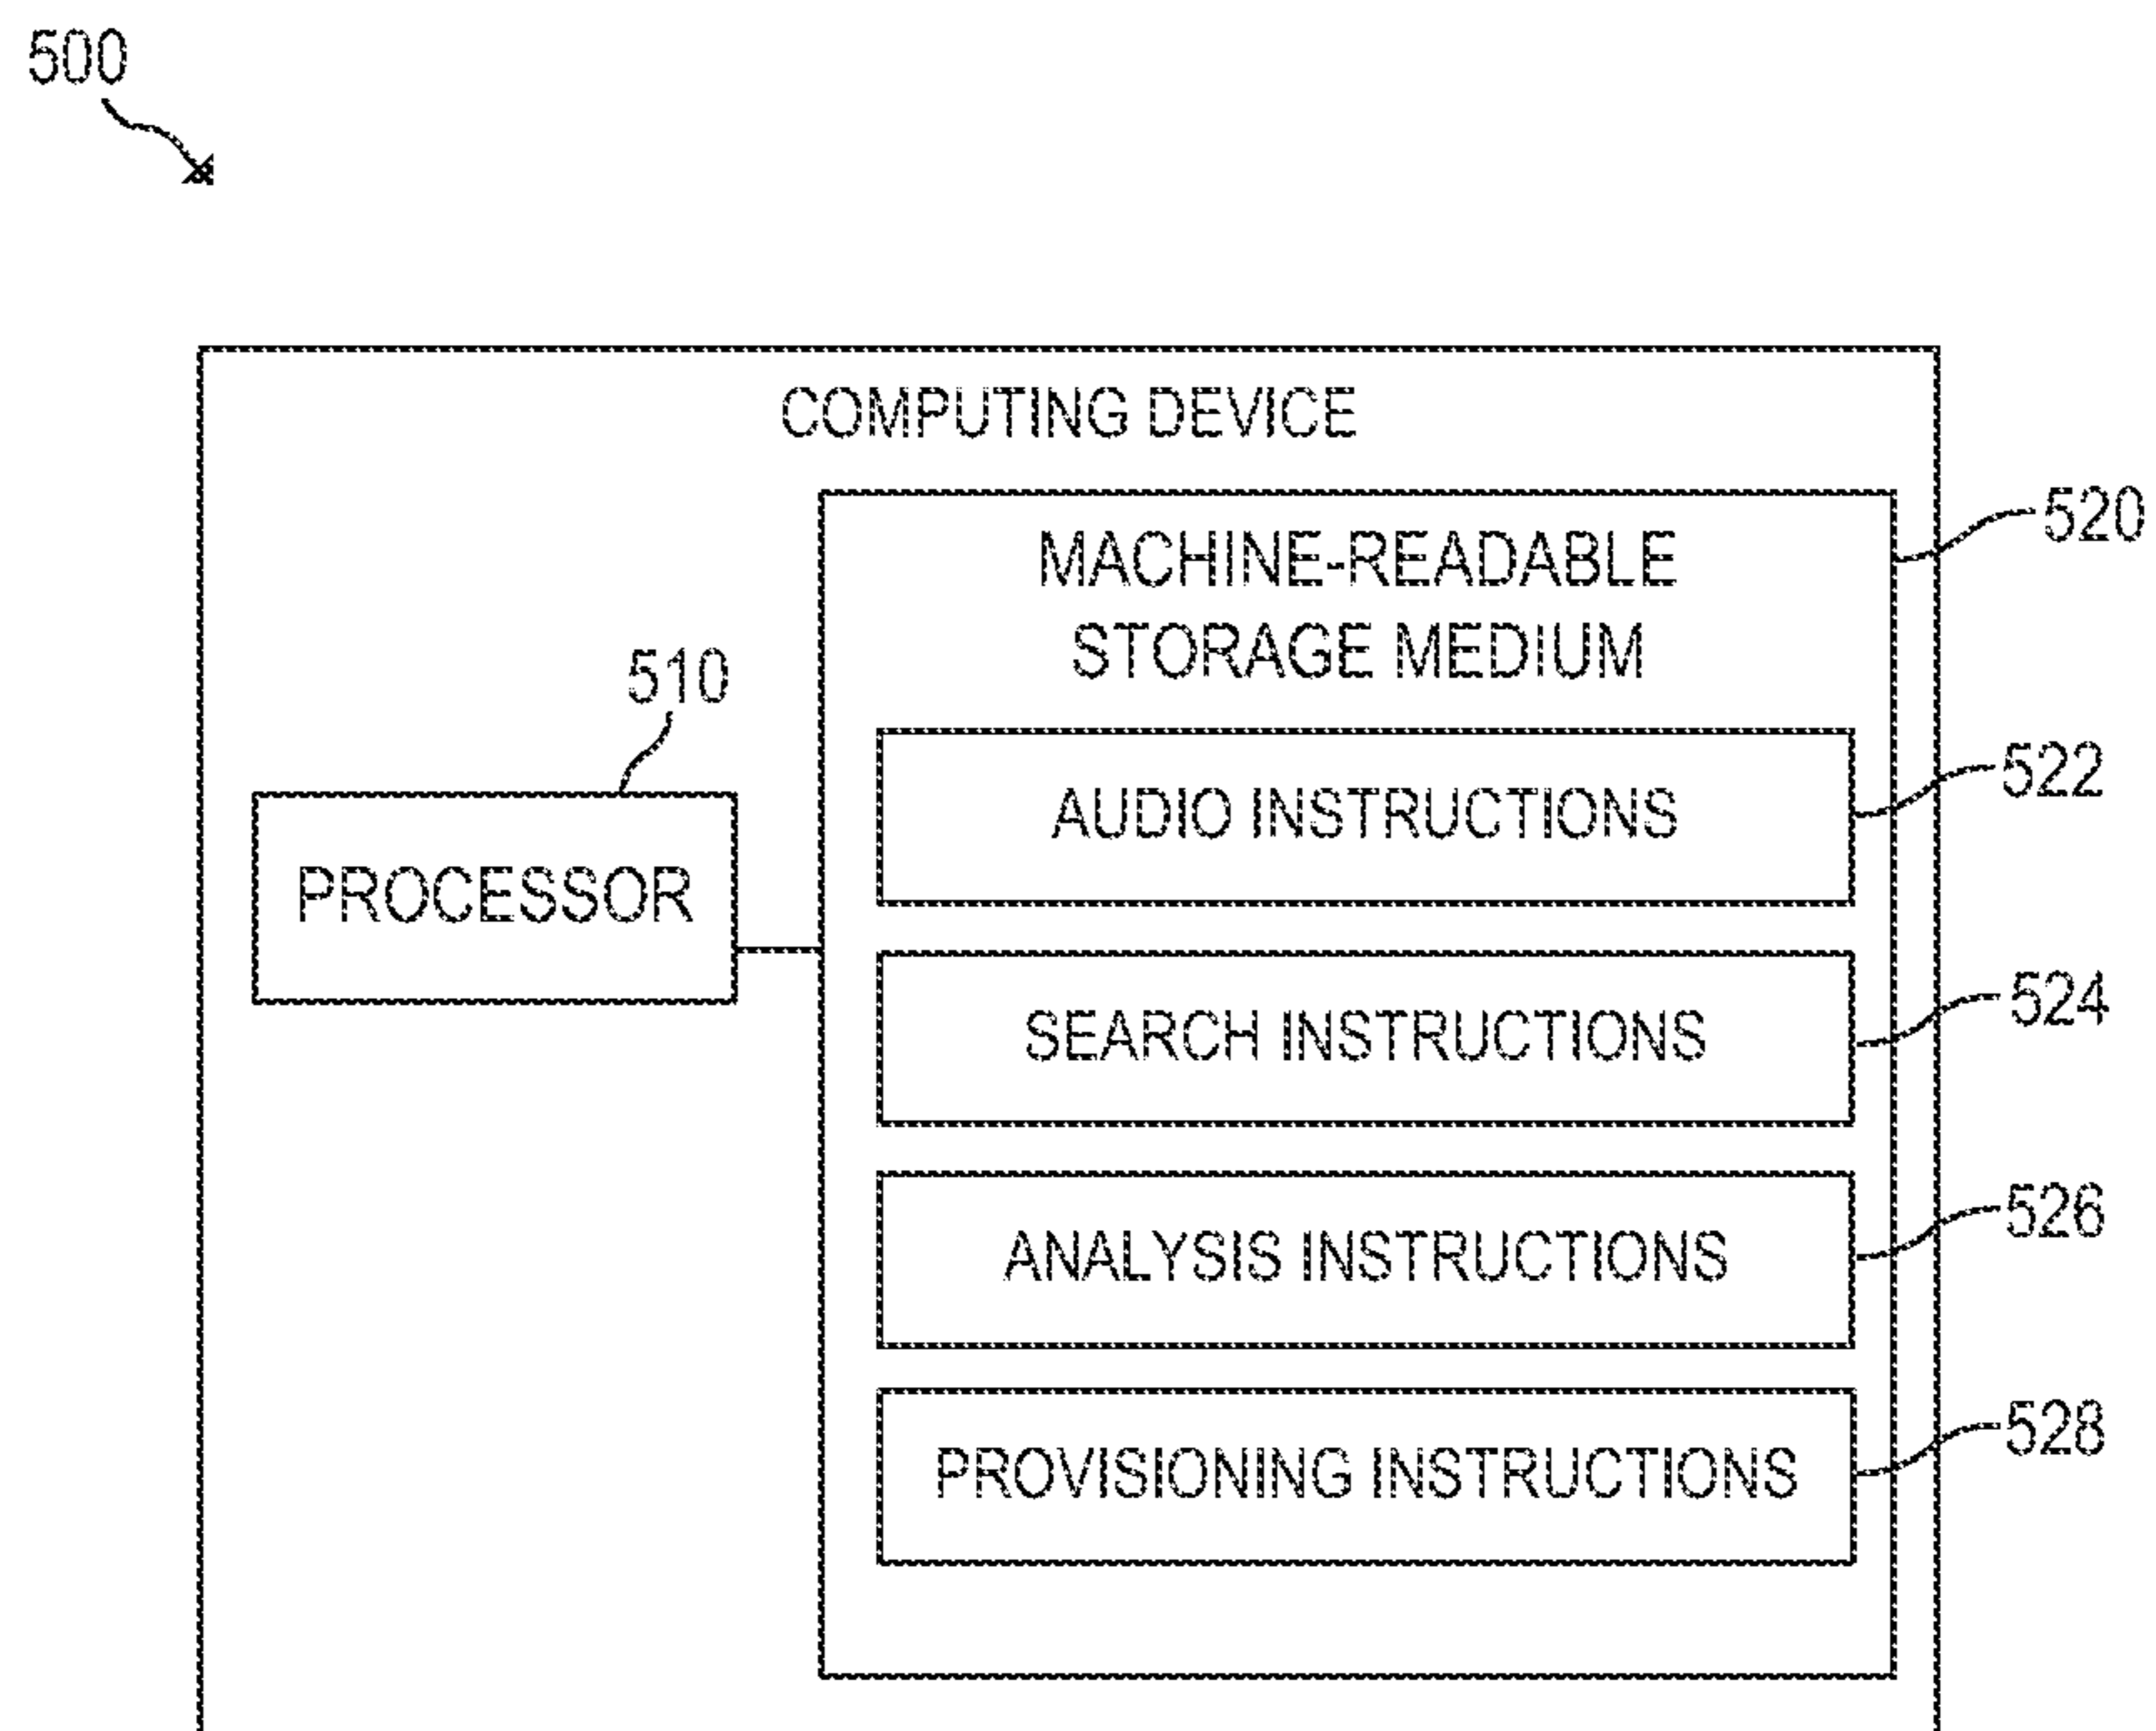 500
COMPUTING DEVICE
520
MACHINE-READABLE
STORAGE MEDIUM
510
522
AUDIO INSTRUCTIONS
PROCESSOR
524
SEARCH INSTRUCTIONS
526
ANALYSIS INSTRUCTIONS
528
PROVISIONING INSTRUCTIONS